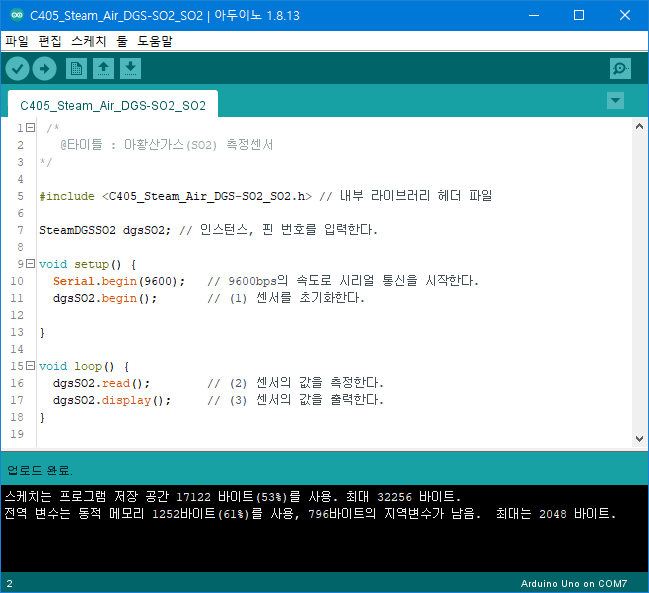 C405_Steam_Air_DGS-SO2_SO2 | 아두이노 1.8.13
파일 편집 스케치 툴 도움말
C405_Steam_Air_DGS-SO2_SO2
1 /*
2 @타이틀 : 아황산가스(SO2) 측정센서
3 */
4
5 #include <C405_Steam_Air_DGS-SO2_SO2.h> // 내부 라이브러리 헤더 파일
6
7 SteamDGSSO2 dgsSO2; // 인스턴스, 핀 번호를 입력한다.
8
9 void setup() {
10 Serial.begin(9600); // 9600bps의 속도로 시리얼 통신을 시작한다.
11 dgsSO2.begin(); // (1) 센서를 초기화한다.
12
13 }
14
15 void loop() {
16 dgsSO2.read(); // (2) 센서의 값을 측정한다.
17 dgsSO2.display(); // (3) 센서의 값을 출력한다.
18 }
19
업로드 완료.
스케치는 프로그램 저장 공간 17122 바이트(53%)를 사용. 최대 32256 바이트.
전역 변수는 동적 메모리 1252바이트(61%)를 사용, 796바이트의 지역변수가 남음. 최대는 2048 바이트.
2 Arduino Uno on COM7